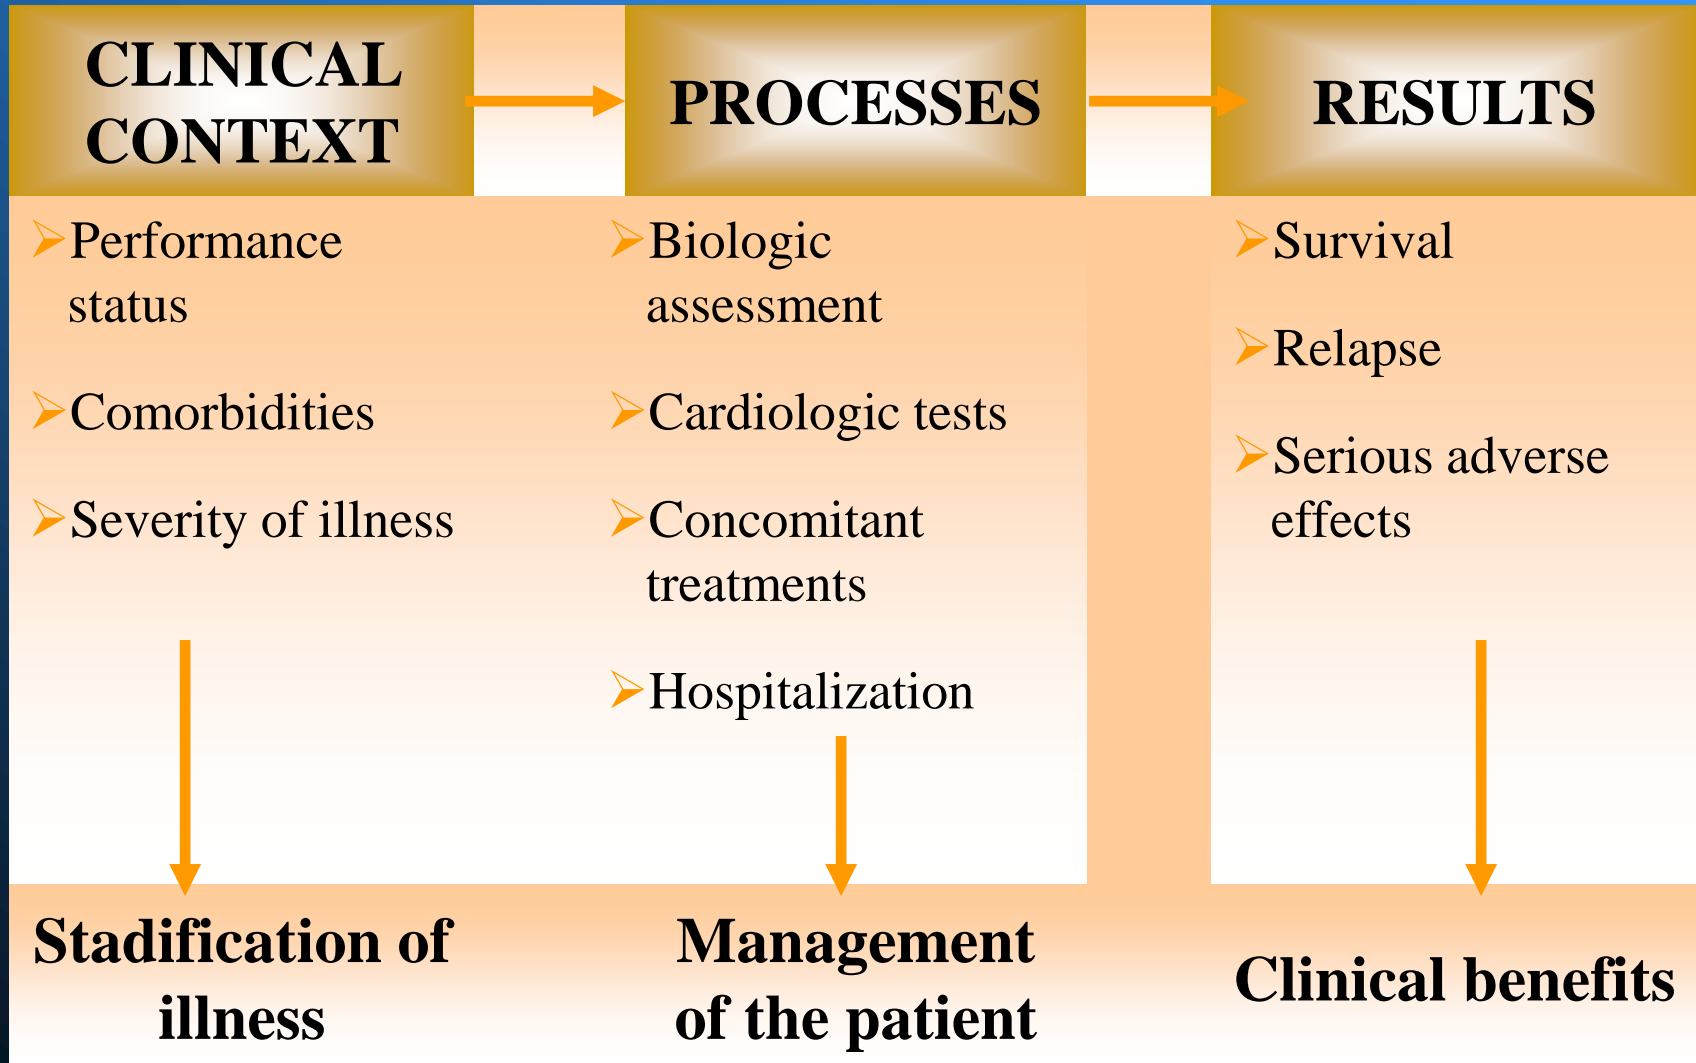 CLINICAL
CONTEXT
PROCESSES
RESULTS
Performance
status
Comorbidities
Severity of illness
Biologic
assessment
Cardiologic tests
Concomitant
treatments
Hospitalization
Survival
Relapse
Serious adverse
effects
Stadification of
illness
Management
of the patient
Clinical benefits